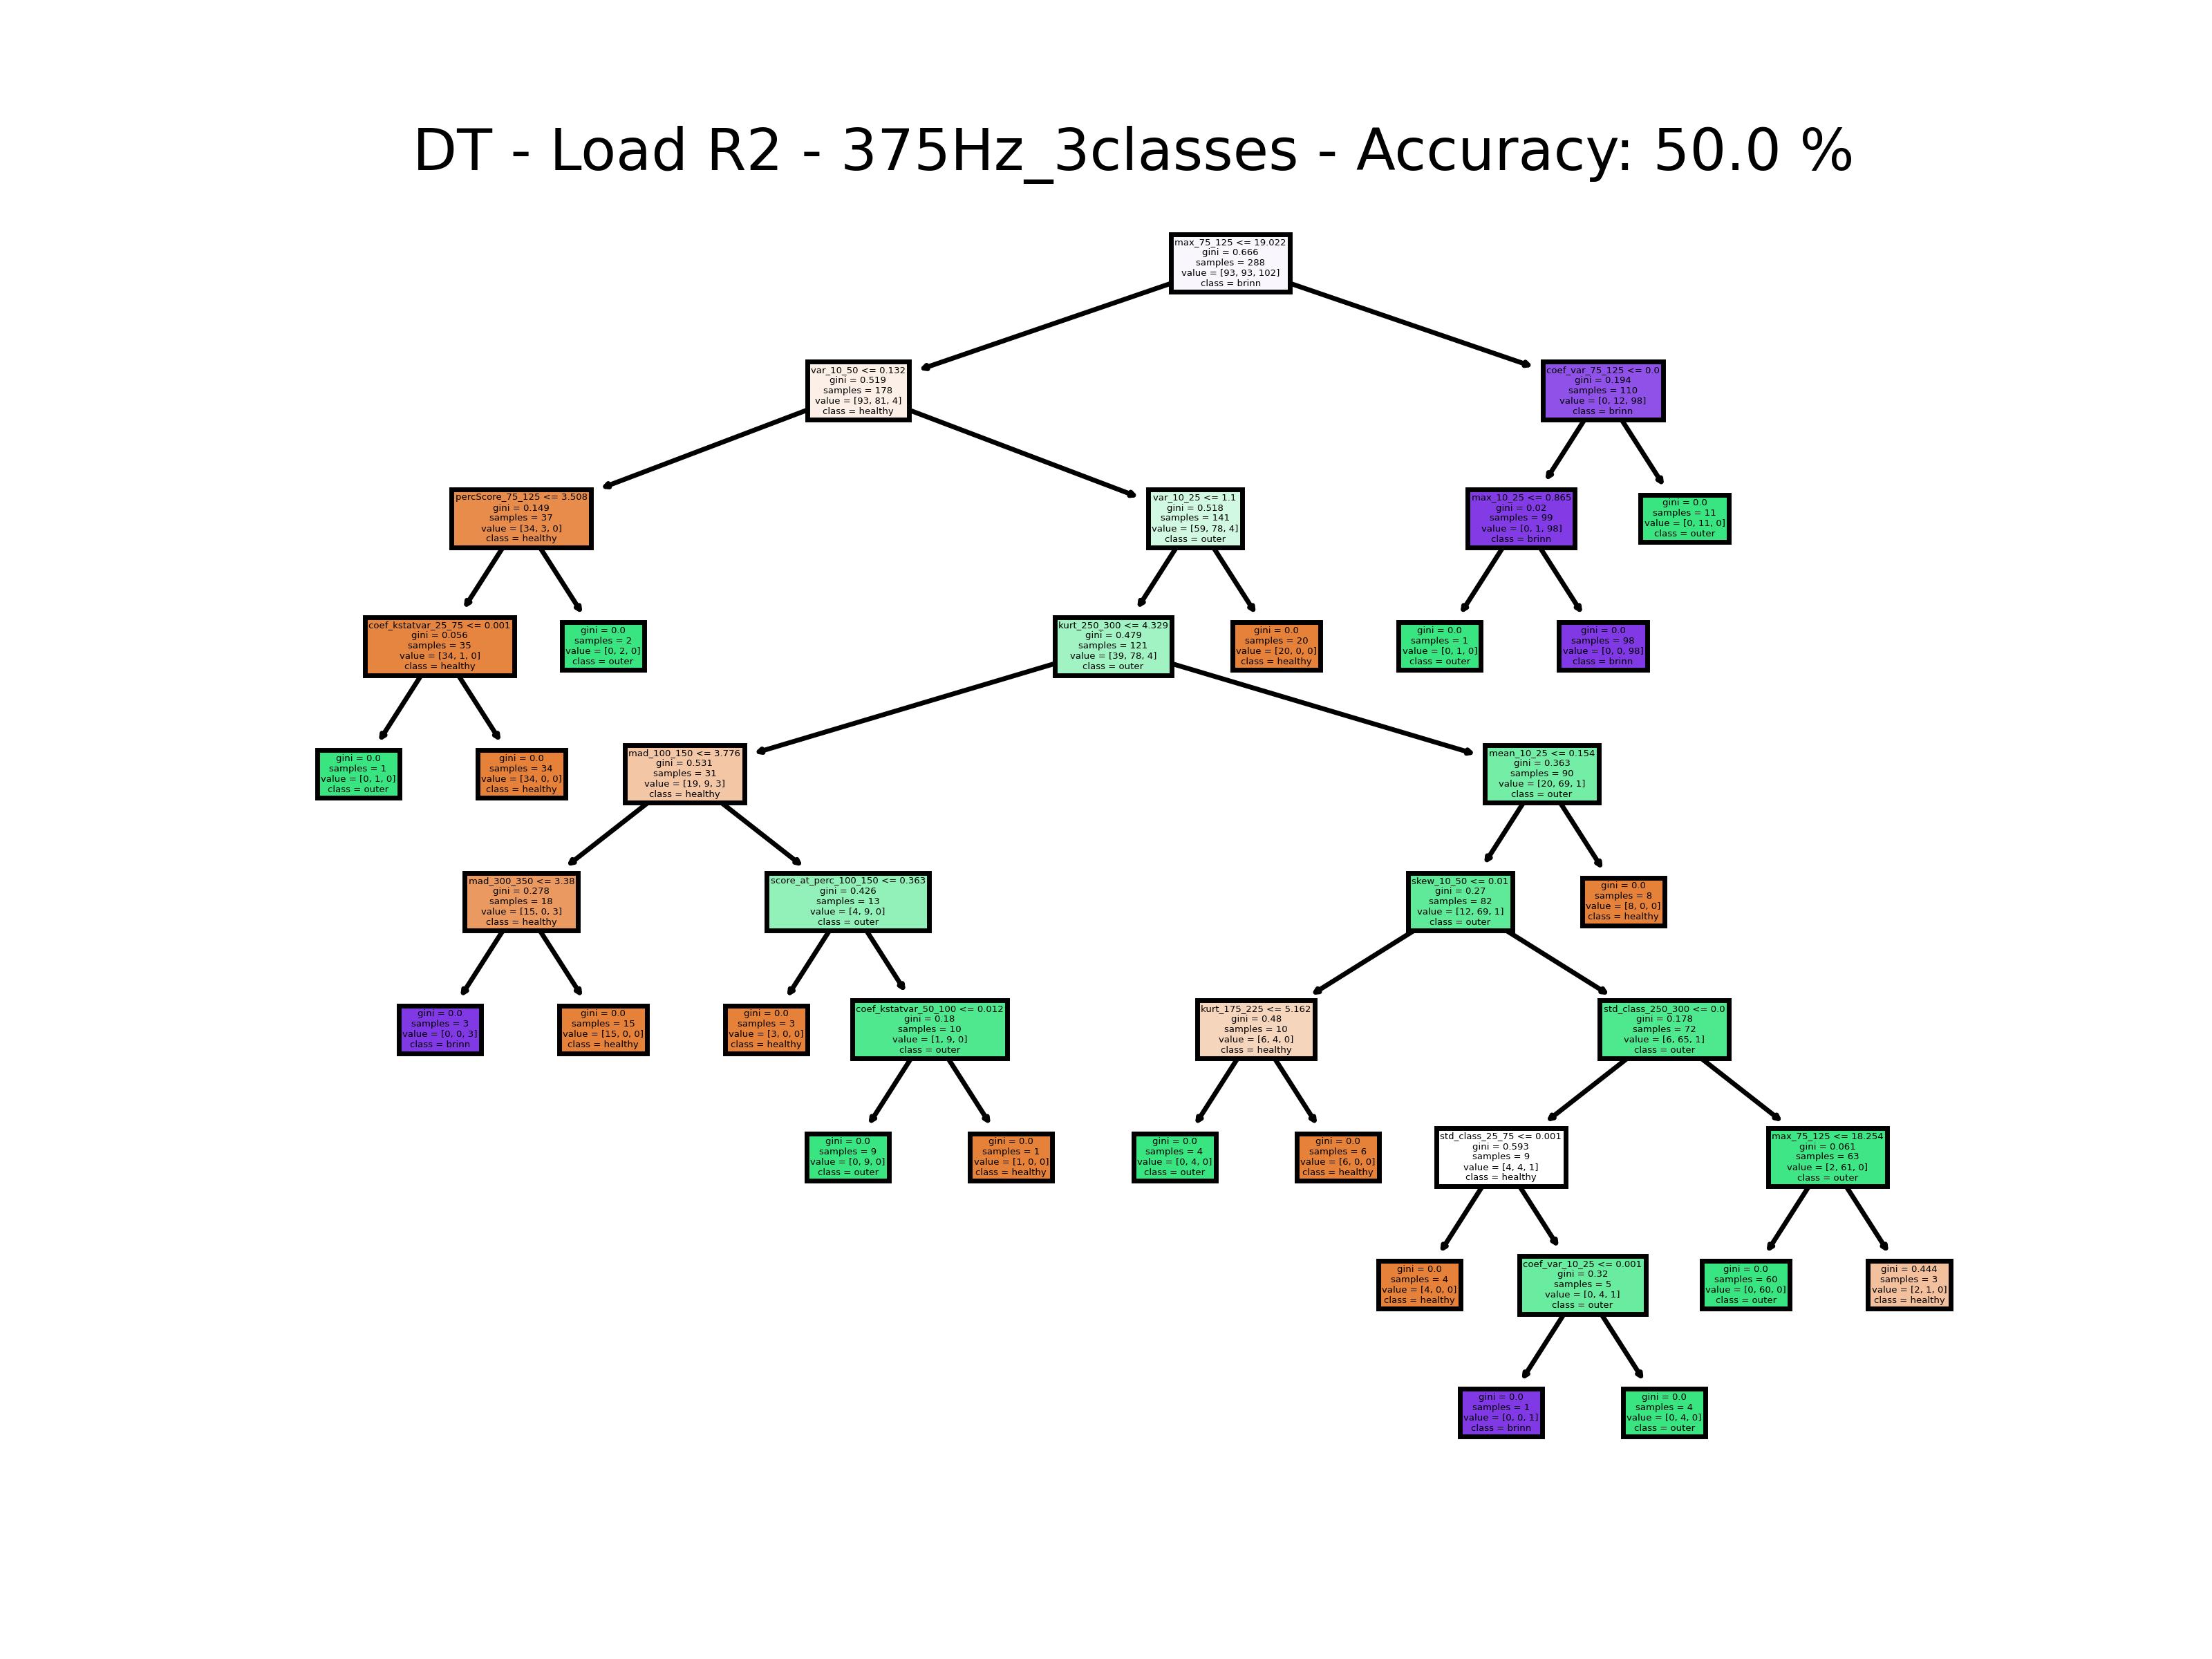 DT - Load R2 - 375Hz_3classes - Accuracy: 50.0 %
max_75_125 <= 19.022
gini = 0.666
samples = 288
value = [93, 93, 102]
class = brinn
var_10_50 <= 0.132
gini = 0.519
samples = 178
value = [93, 81, 4]
class = healthy
coef_var_75_125 <= 0.0
gini = 0.194
samples = 110
value = [0, 12, 98]
class = brinn
percScore_75_125 <= 3.508
gini = 0.149
samples = 37
value = [34, 3, 0]
class = healthy
var_10_25 <= 1.1
gini = 0.518
samples = 141
value = [59, 78, 4]
class = outer
max_10_25 <= 0.865
gini = 0.02
samples = 99
value = [0, 1, 98]
class = brinn
gini = 0.0
samples = 11
value = [0, 11, 0]
class = outer
coef_kstatvar_25_75 <= 0.001
gini = 0.056
samples = 35
value = [34, 1, 0]
class = healthy
gini = 0.0
samples = 2
value = [0, 2, 0]
class = outer
kurt_250_300 <= 4.329
gini = 0.479
samples = 121
value = [39, 78, 4]
class = outer
gini = 0.0
samples = 20
value = [20, 0, 0]
class = healthy
gini = 0.0
samples = 1
value = [0, 1, 0]
class = outer
gini = 0.0
samples = 98
value = [0, 0, 98]
class = brinn
gini = 0.0
samples = 1
value = [0, 1, 0]
class = outer
gini = 0.0
samples = 34
value = [34, 0, 0]
class = healthy
mad_100_150 <= 3.776
gini = 0.531
samples = 31
value = [19, 9, 3]
class = healthy
mean_10_25 <= 0.154
gini = 0.363
samples = 90
value = [20, 69, 1]
class = outer
mad_300_350 <= 3.38
gini = 0.278
samples = 18
value = [15, 0, 3]
class = healthy
score_at_perc_100_150 <= 0.363
gini = 0.426
samples = 13
value = [4, 9, 0]
class = outer
skew_10_50 <= 0.01
gini = 0.27
samples = 82
value = [12, 69, 1]
class = outer
gini = 0.0
samples = 8
value = [8, 0, 0]
class = healthy
gini = 0.0
samples = 3
value = [0, 0, 3]
class = brinn
gini = 0.0
samples = 15
value = [15, 0, 0]
class = healthy
gini = 0.0
samples = 3
value = [3, 0, 0]
class = healthy
coef_kstatvar_50_100 <= 0.012
gini = 0.18
samples = 10
value = [1, 9, 0]
class = outer
kurt_175_225 <= 5.162
gini = 0.48
samples = 10
value = [6, 4, 0]
class = healthy
std_class_250_300 <= 0.0
gini = 0.178
samples = 72
value = [6, 65, 1]
class = outer
gini = 0.0
samples = 9
value = [0, 9, 0]
class = outer
gini = 0.0
samples = 1
value = [1, 0, 0]
class = healthy
gini = 0.0
samples = 4
value = [0, 4, 0]
class = outer
gini = 0.0
samples = 6
value = [6, 0, 0]
class = healthy
std_class_25_75 <= 0.001
gini = 0.593
samples = 9
value = [4, 4, 1]
class = healthy
max_75_125 <= 18.254
gini = 0.061
samples = 63
value = [2, 61, 0]
class = outer
gini = 0.0
samples = 4
value = [4, 0, 0]
class = healthy
coef_var_10_25 <= 0.001
gini = 0.32
samples = 5
value = [0, 4, 1]
class = outer
gini = 0.0
samples = 60
value = [0, 60, 0]
class = outer
gini = 0.444
samples = 3
value = [2, 1, 0]
class = healthy
gini = 0.0
samples = 1
value = [0, 0, 1]
class = brinn
gini = 0.0
samples = 4
value = [0, 4, 0]
class = outer